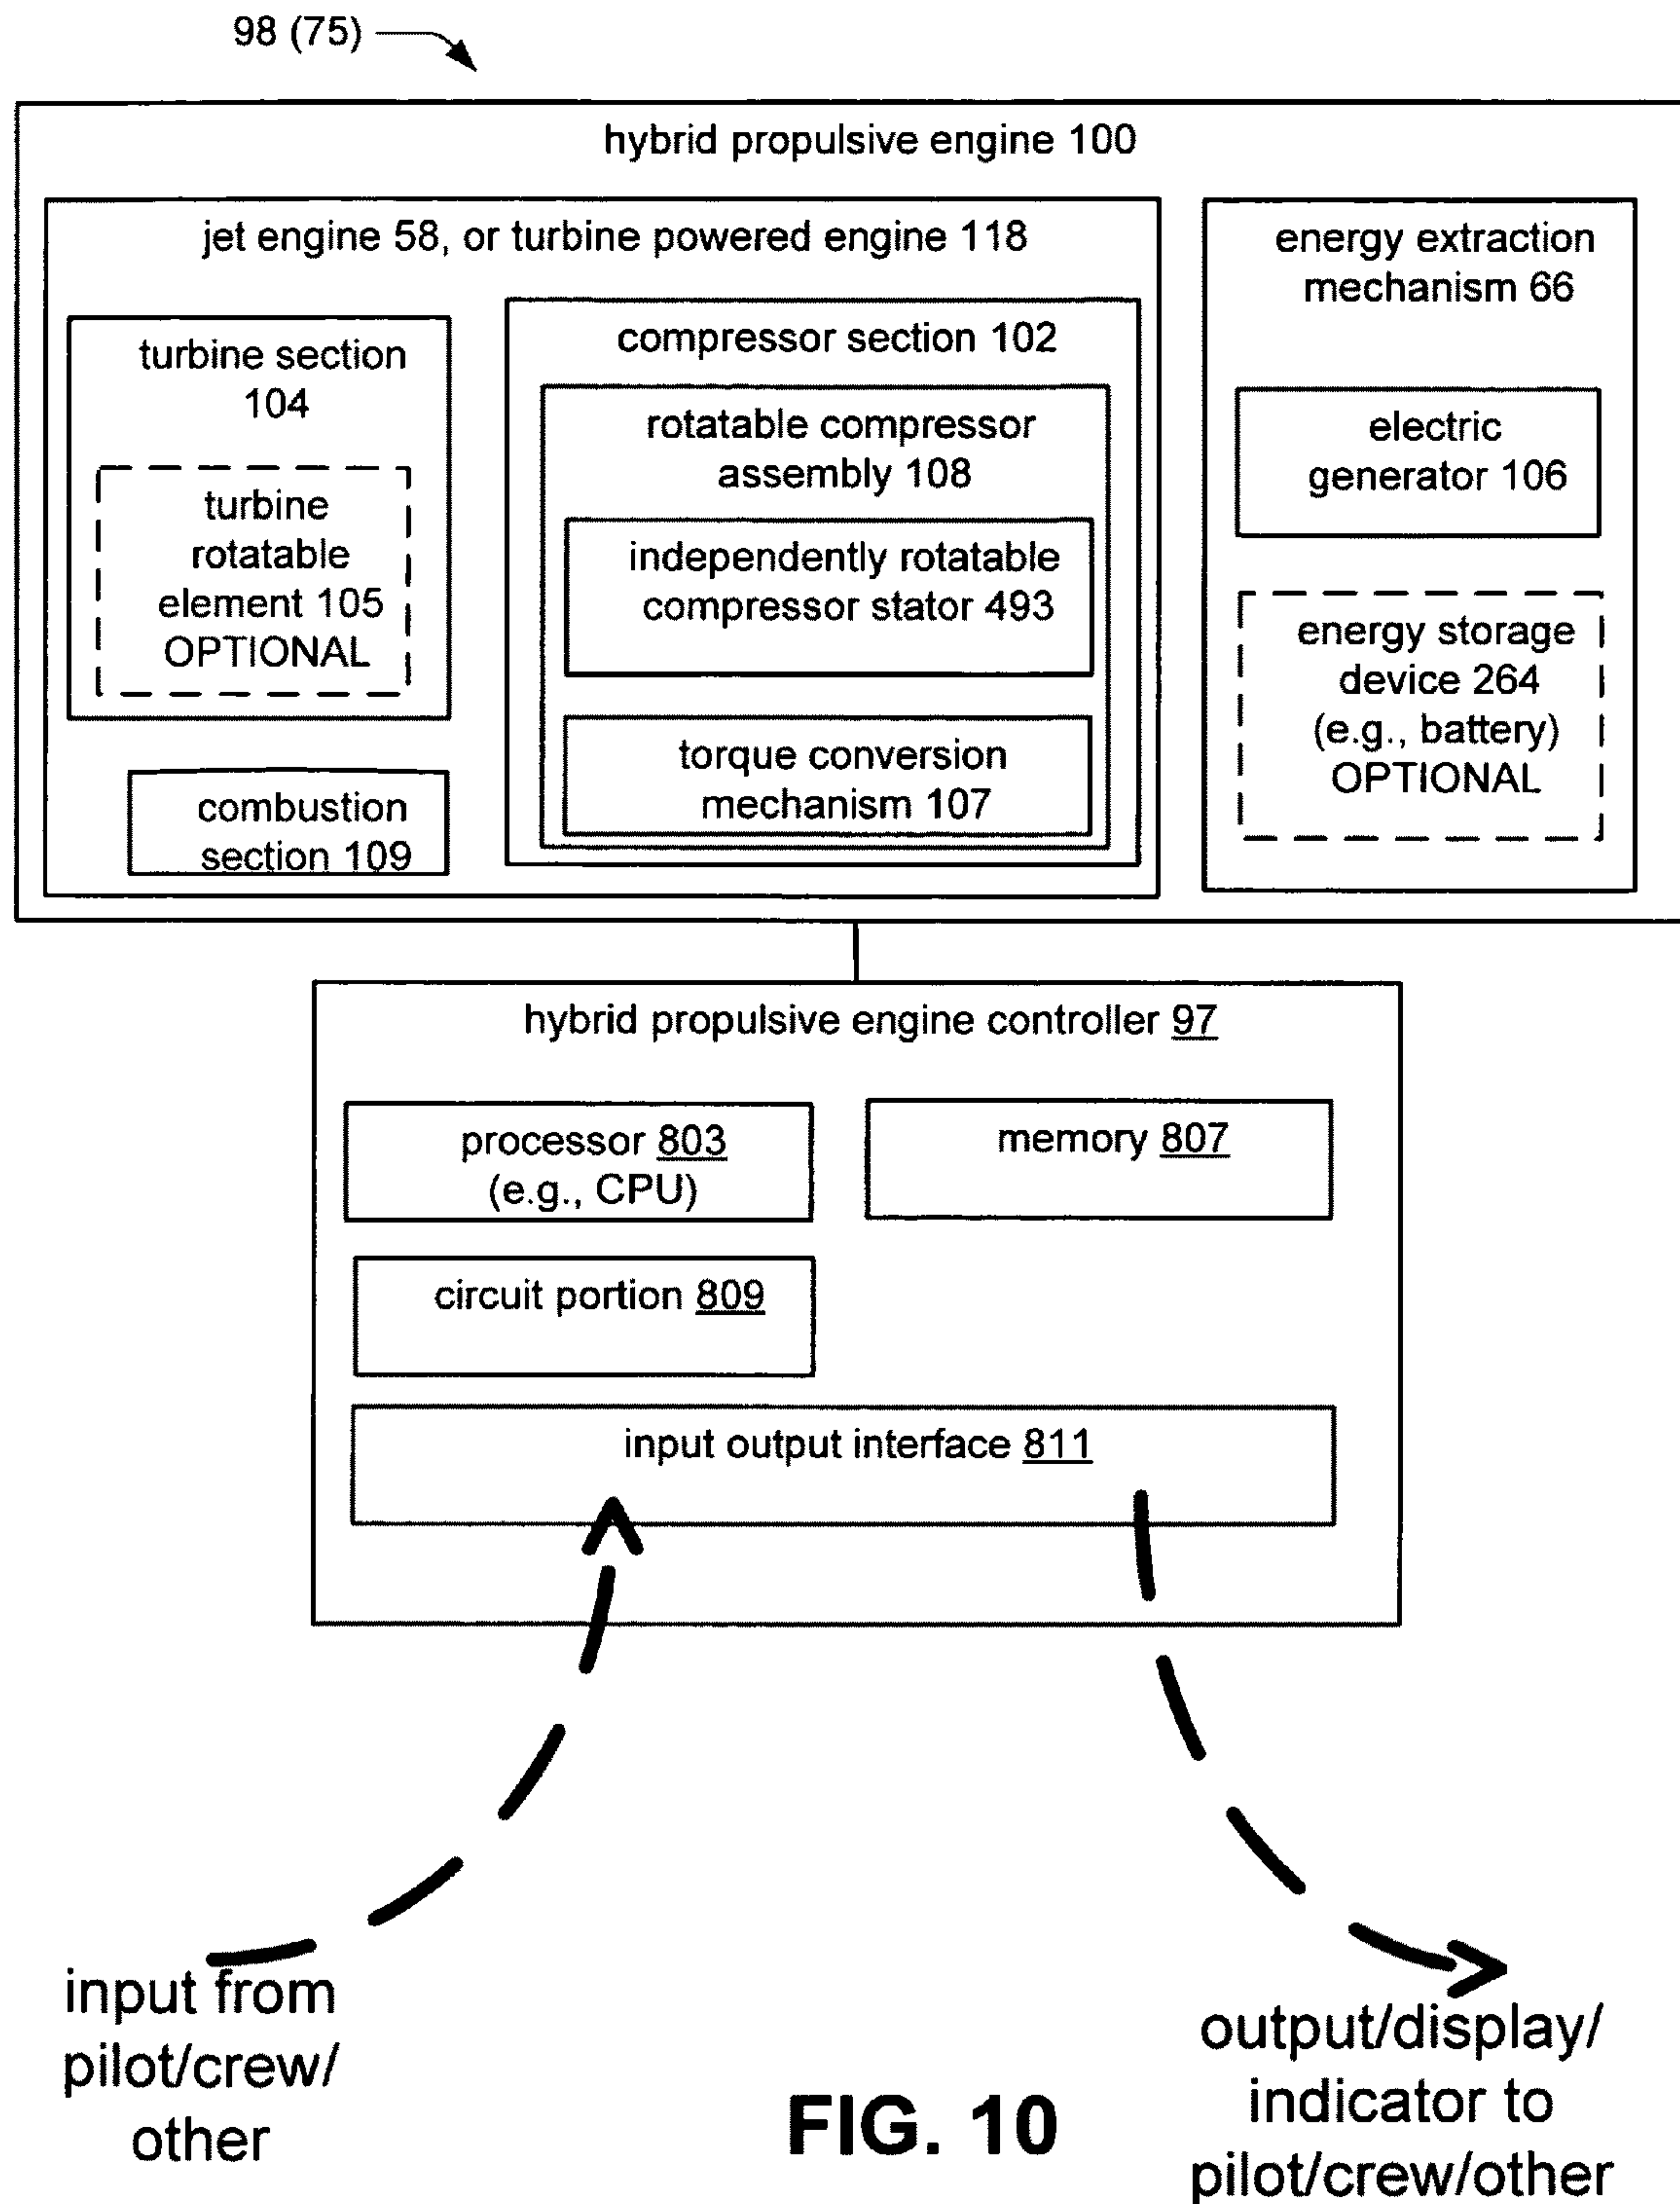 98 (75)
hybrid propulsive engine 100
jet engine 58, or turbine powered engine 118
turbine section
104
turbine
rotatable
element 105
OPTIONAL
combustion
section 109
compressor section 102
rotatable compressor
assembly 108
independently rotatable
compressor stator 493
torque conversion
mechanism 107
energy extraction
mechanism 66
electric
generator 106
energy storage
device 264
(e.g., battery)
OPTIONAL
hybrid propulsive engine controller 97
processor 803
(e.g., CPU)
memory 807
circuit portion 809
input output interface 811
input from
pilot/crew/
other
output/display/
indicator to
pilot/crew/other
FIG. 10